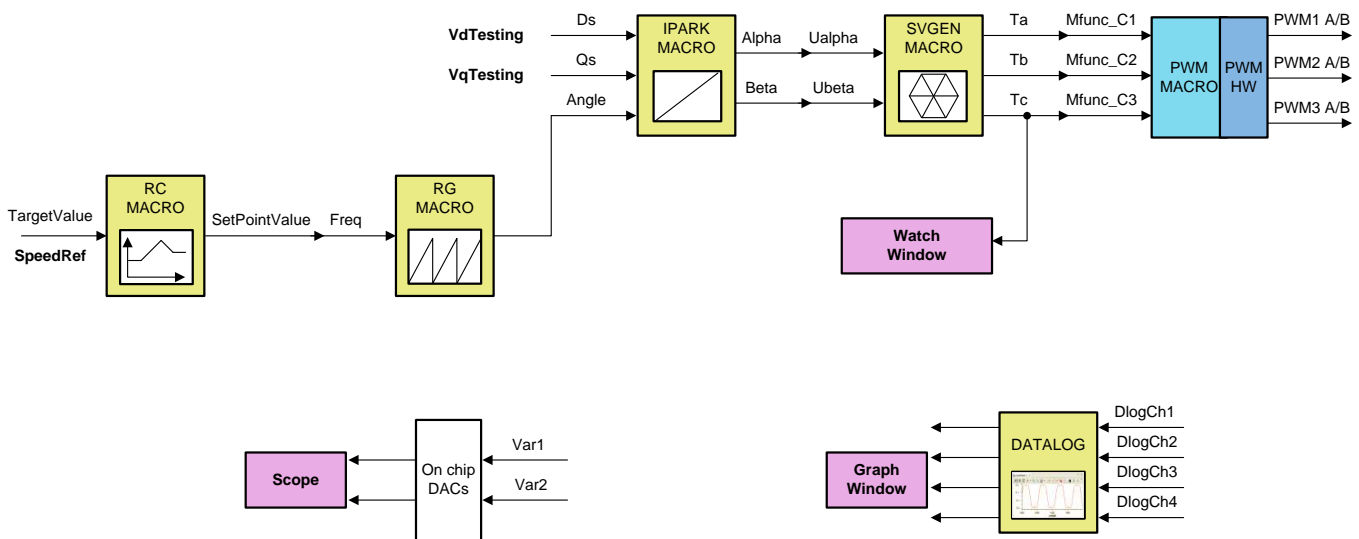 VdTesting
Ds
VqTesting
Qs
Angle
IPARK
MACRO
Alpha
Ualpha
Beta
Ubeta
SVGEN
MACRO
Ta
Mfunc_C1
Tb
Mfunc_C2
Tc
Mfunc_C3
PWM
MACRO
PWM
HW
PWM1 A/B
PWM2 A/B
PWM3 A/B
TargetValue
SpeedRef
RC
MACRO
SetPointValue
Freq
RG
MACRO
Watch
Window
Scope
On chip
DACs
Var1
Var2
Graph
Window
DATALOG
DlogCh1
DlogCh2
DlogCh3
DlogCh4